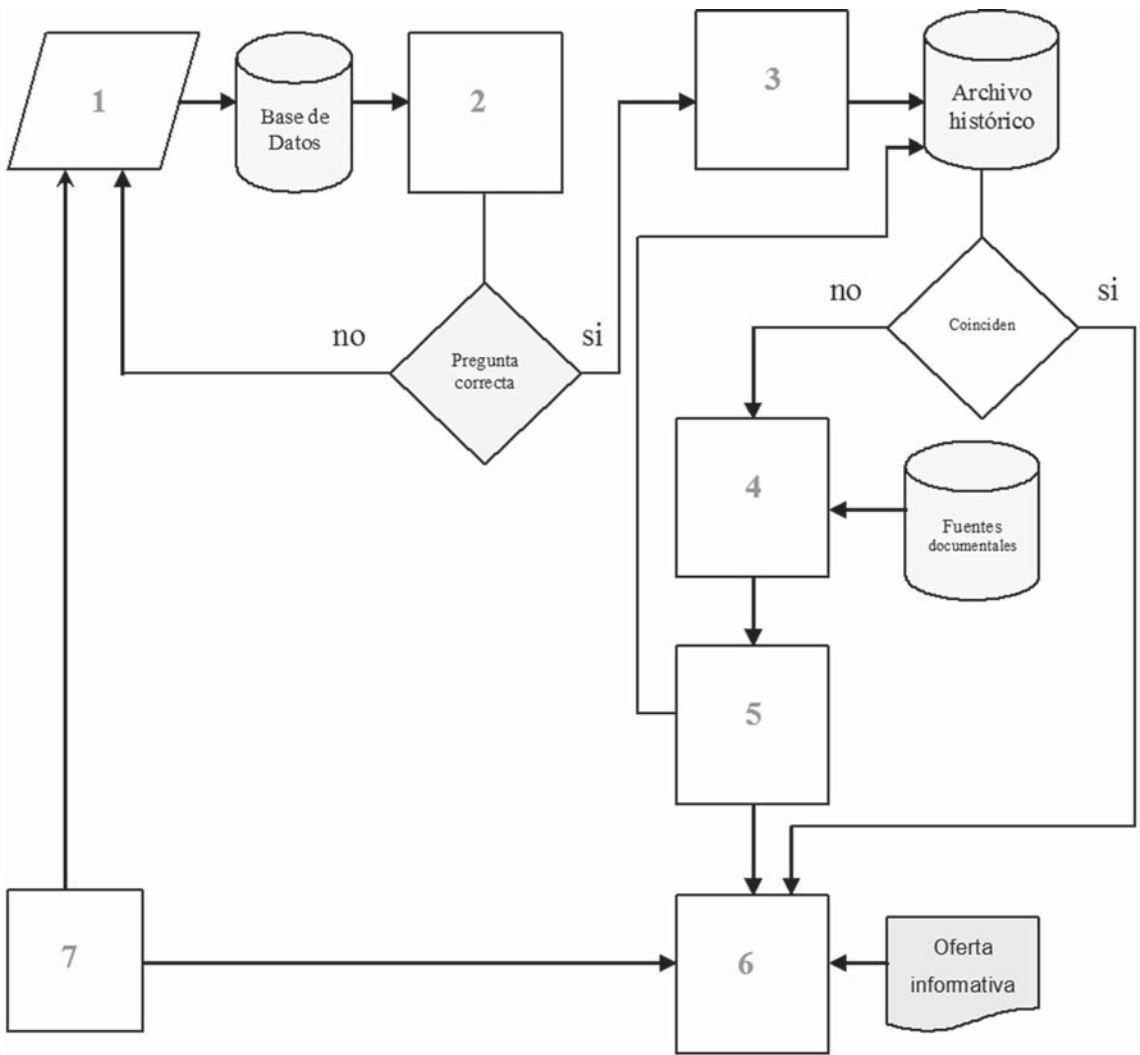 1
Base de
Datos
2
3
Archivo
histórico
no
si
Pregunta
correcta
no
si
Coinciden
4
Fuentes
documentales
5
7
6
Oferta
informativa